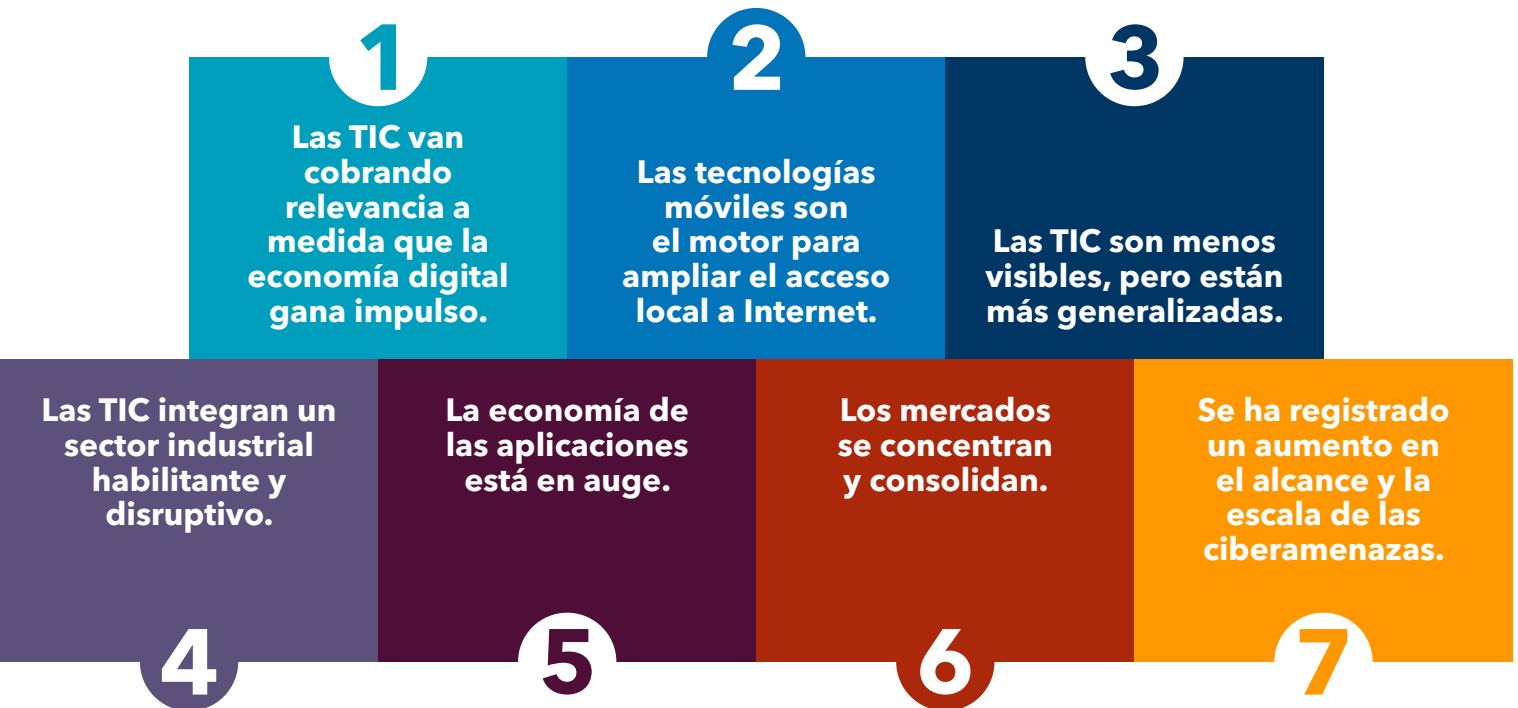 1
Las TIC van
cobrando
relevancia a
medida que la
economía digital
gana impulso.
2
Las tecnologías
móviles son
el motor para
ampliar el acceso
local a Internet.
3
Las TIC son menos
visibles, pero están
más generalizadas.
Las TIC integran un
sector industrial
habilitante y
disruptivo.
4
La economía de
las aplicaciones
está en auge.
5
Los mercados
se concentran
y consolidan.
6
Se ha registrado
un aumento en
el alcance y la
escala de las
ciberamenazas.
7